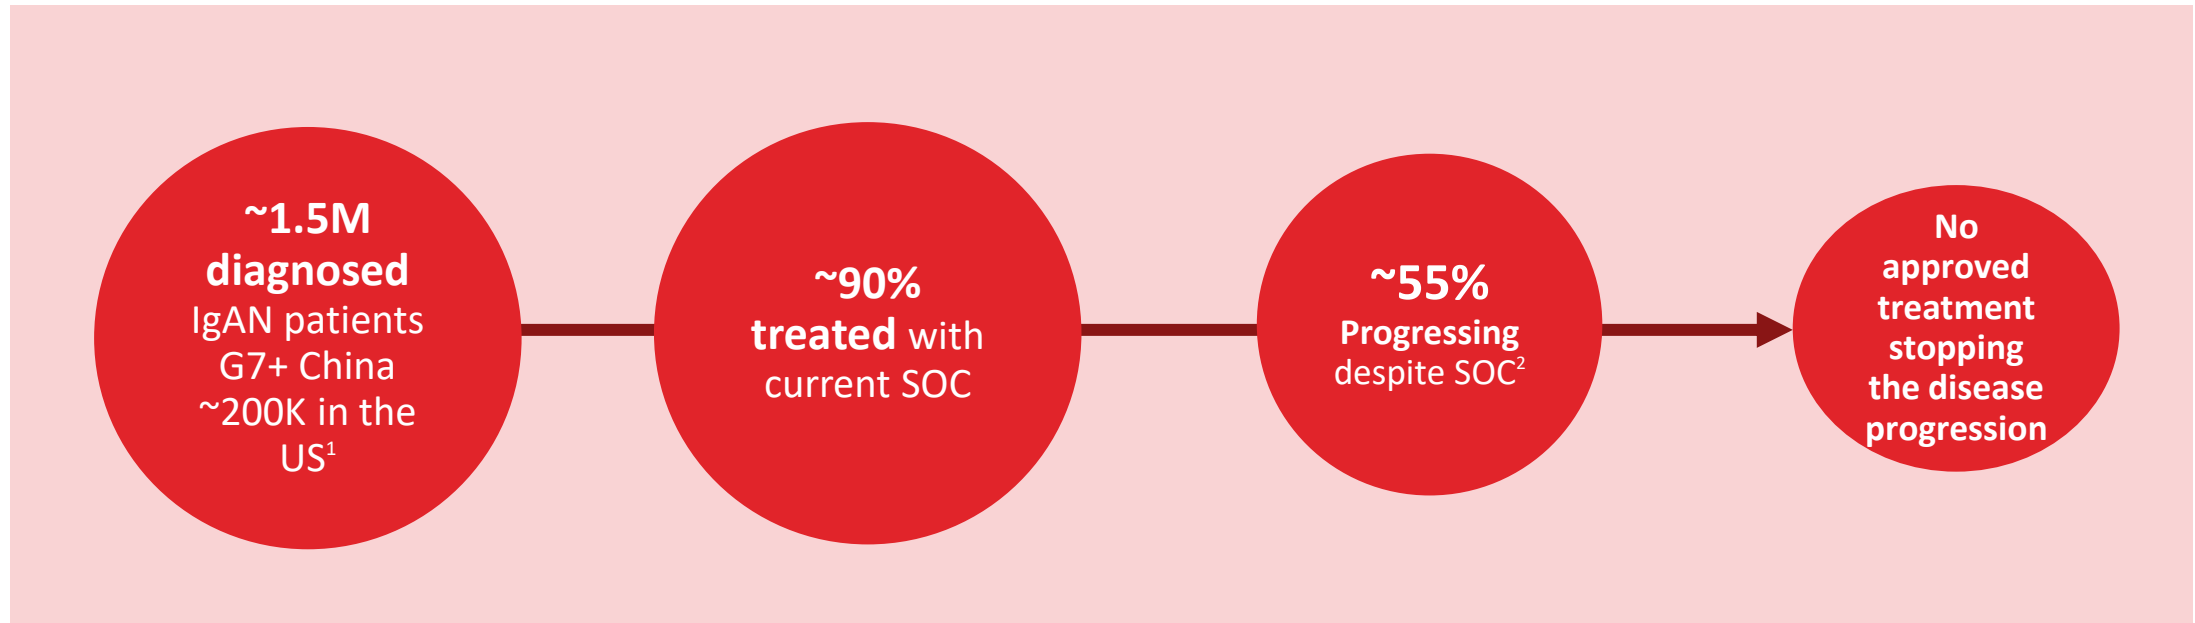 ~1.5M
diagnosed
IgAN patients
G7+ China
~200K in the
US¹
~90%
treated with
current SOC
~55%
Progressing
despite SOC²
No
approved
treatment
stopping
the disease
progression